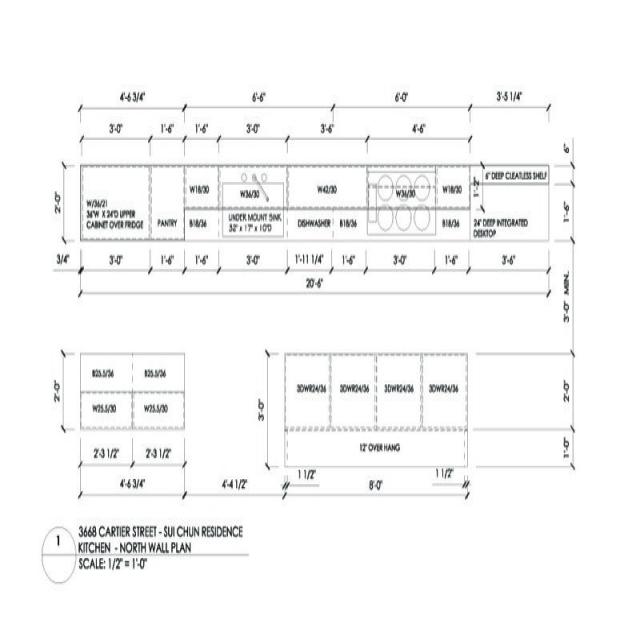 4'-6 3/4" 6'-6" 6'-0" 3'-5 1/4"
3'-0" 1'-6" 1'-6" 3'-0" 3'-6" 4'-6"
6"
2'-0"
W/36/21
36"W X 24"D UPPER
CABINET OVER FRIDGE
PANTRY
W18/30
B18/36
W36/30
UNDER MOUNT SINK
32" x 17" x 10"D
W42/30
DISHWASHER
B18/36
W36/30
W18/30
B18/36
1'-2"
6" DEEP CLEATLESS SHELF
24" DEEP INTEGRATED
DESKTOP
1'-6"
3/4" 3'-0" 1'-6" 1'-6" 3'-0" 1'-11 1/4" 1'-6" 3'-0" 1'-6" 3'-6"
20'-6"
3'-0" MIN.
2'-0"
B25.5/36 B25.5/36
W25.5/30 W25.5/30
2'-3 1/2" 2'-3 1/2"
4'-6 3/4"
4'-4 1/2"
3'-0"
3DWR24/36 3DWR24/36 3DWR24/36 3DWR24/36
12" OVER HANG
2'-0"
1'-0"
1 1/2" 1 1/2"
8'-0"
1
3668 CARTIER STREET - SUI CHUN RESIDENCE
KITCHEN - NORTH WALL PLAN
SCALE: 1/2" = 1'-0"